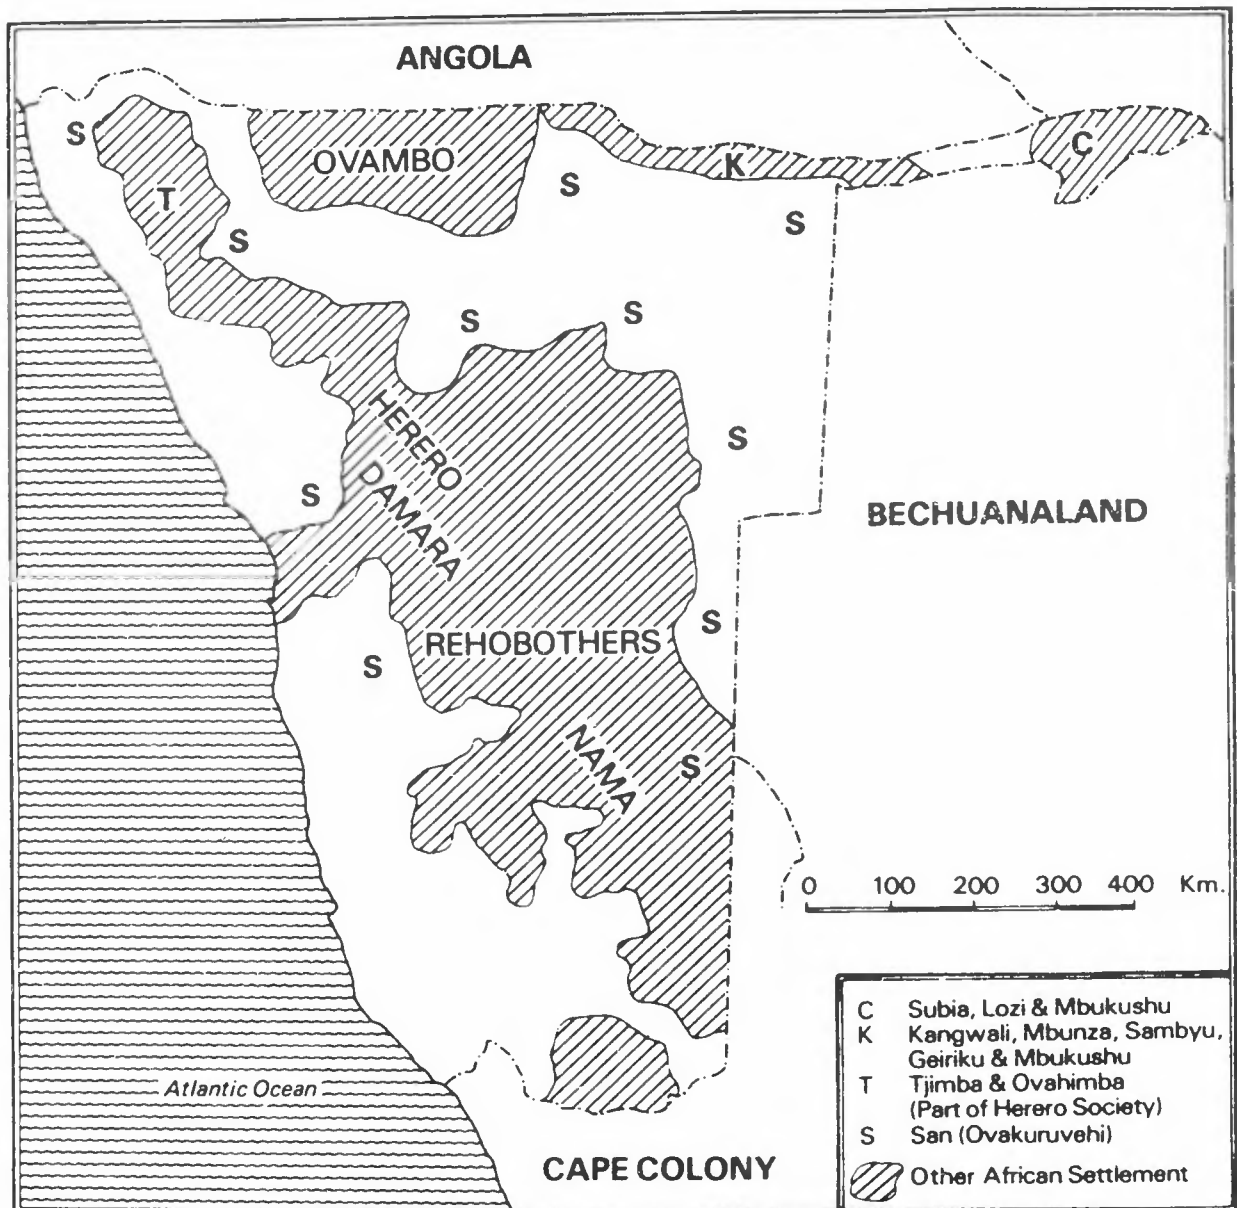 ANGOLA
S
OVAMBO
C
K
T
S
S
S
S
S
HERERO
S
DAMARA
S
BECHUANALAND
S
REHOBOTHERS
S
NAMA
S
0 100 200 300 400 Km.
C Subia, Lozi & Mbukushu
K Kangwali, Mbunza, Sambyu,
Geiriku & Mbukushu
T Tjimba & Ovahimba
(Part of Herero Society)
S San (Ovakuruvehi)
Other African Settlement
Atlantic Ocean
CAPE COLONY